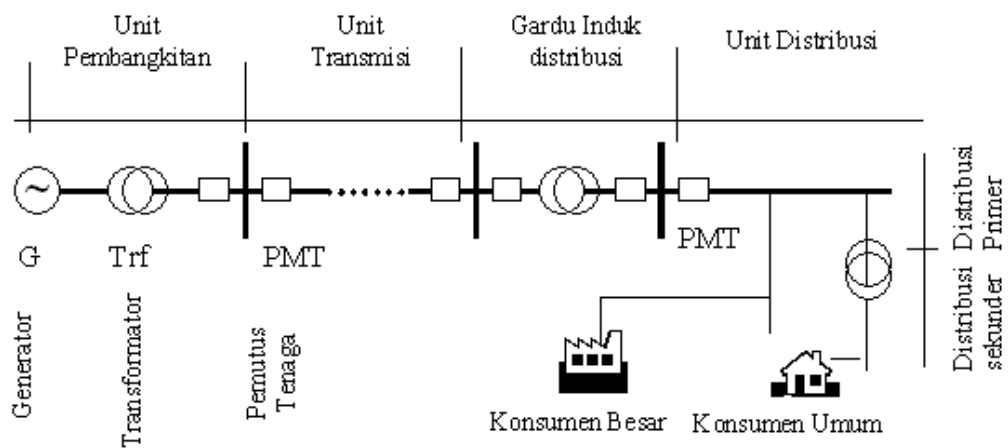 Unit
Pembangkitan
Unit
Transmisi
Gardu Induk
distribusi
Unit Distribusi
~
G
Trf
PMT
PMT
Generator
Transformator
Pemutus
Tenaga
Distribusi
Primer
Distribusi
sekunder
Konsumen Besar
Konsumen Umum